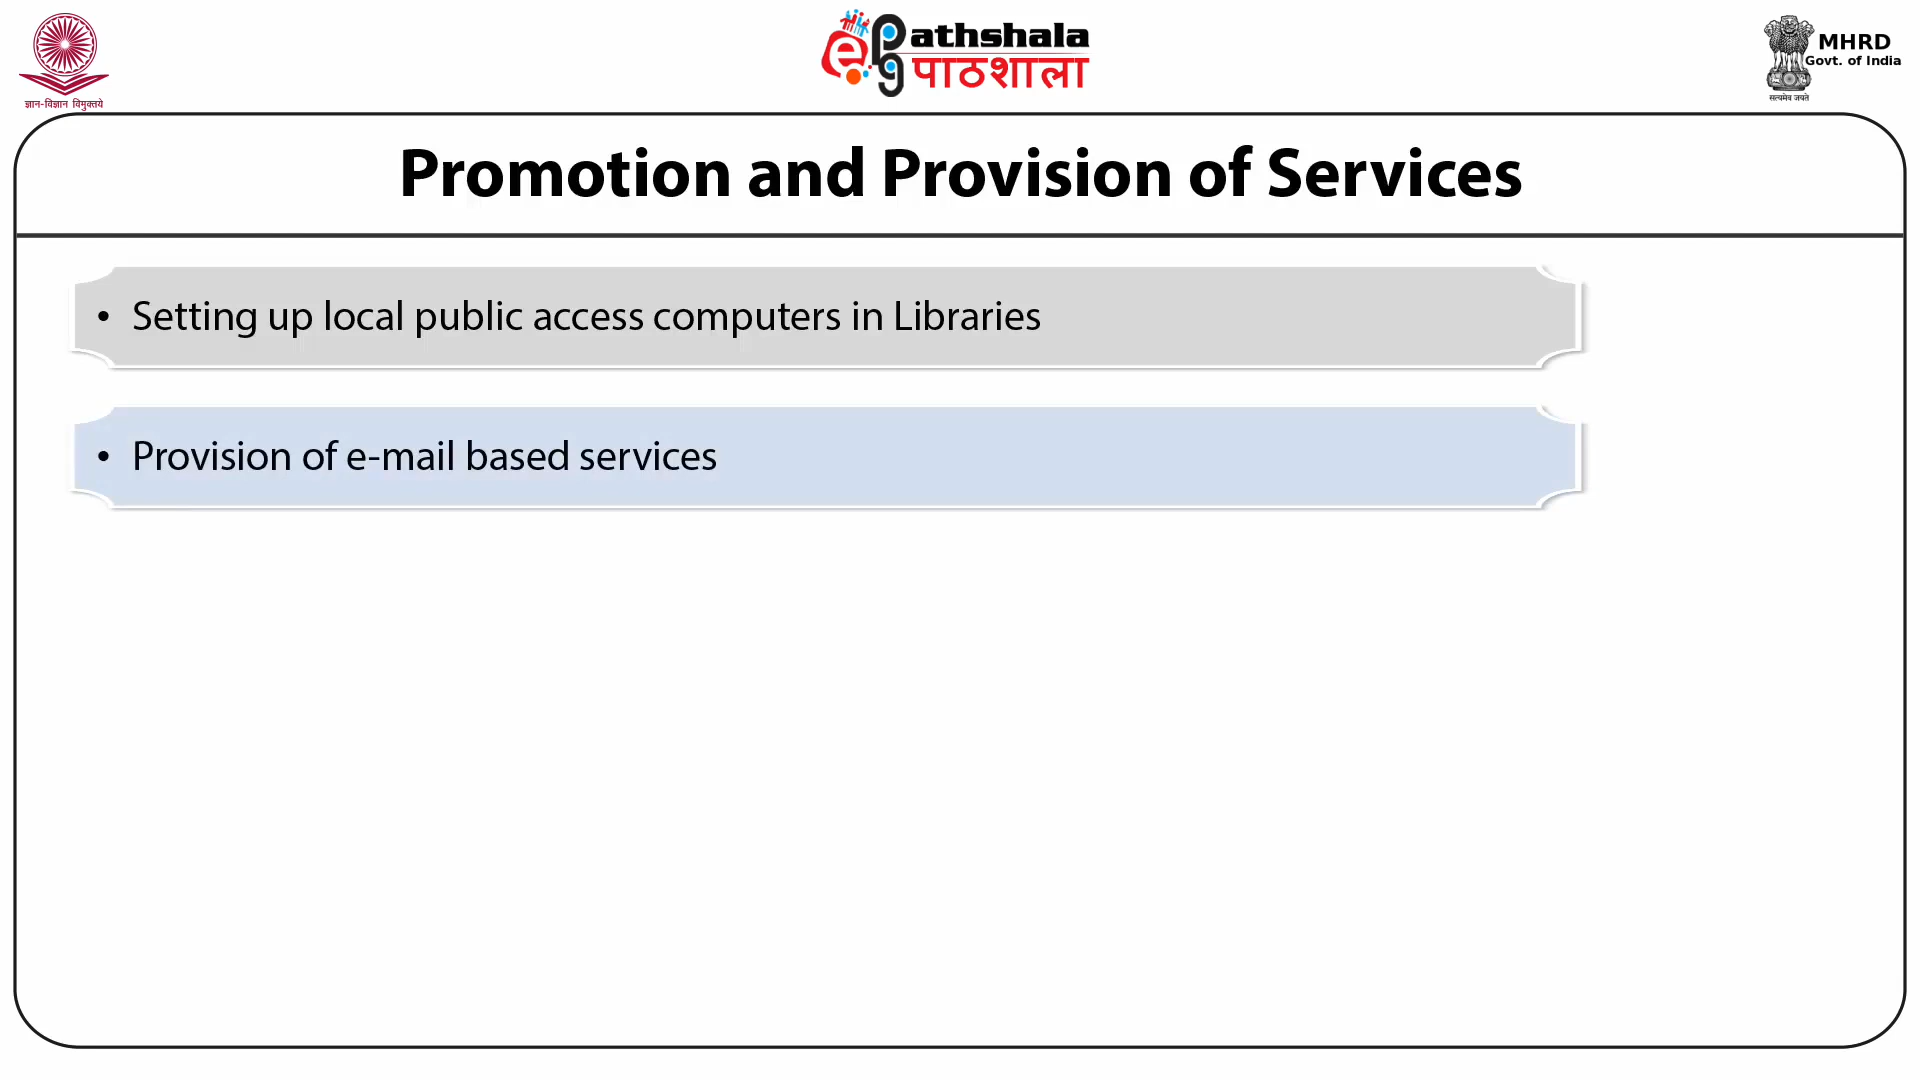 ज्ञान-विज्ञान विमुक्तये
ePG
athshala
पाठशाला
MHRD
Govt. of India
सत्यमेव जयते
Promotion and Provision of Services
• Setting up local public access computers in Libraries
• Provision of e-mail based services